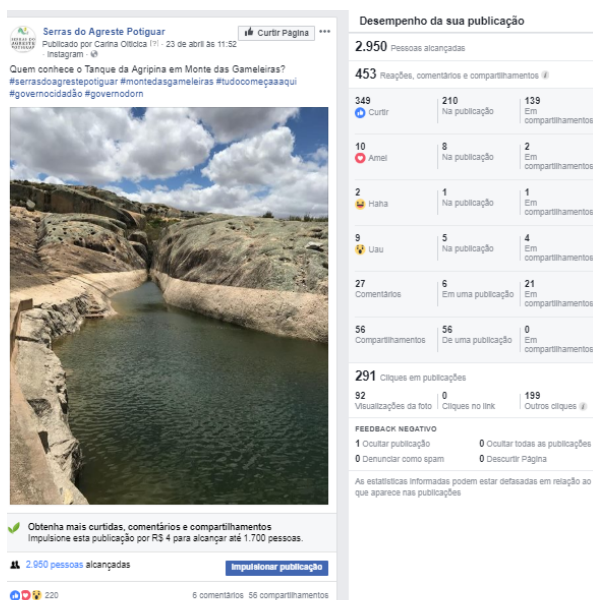 Serras do Agreste Potiguar
Curtir Página
Publicado por Carina Oiticica [?] · 23 de abril às 11:52
· Instagram ·
Quem conhece o Tanque da Agripina em Monte das Gameleiras?
#serrasdoagrestepotiguar #montedasgameleiras #tudocomeçaaaqui
#governocidadão #governodorn
Obtenha mais curtidas, comentários e compartilhamentos
Impulsione esta publicação por R$ 4 para alcançar até 1.700 pessoas.
2.950 pessoas alcançadas
Impulsionar publicação
220
6 comentários 56 compartilhamentos
Desempenho da sua publicação
2.950 Pessoas alcançadas
453 Reações, comentários e compartilhamentos
349
Curtir
210
Na publicação
139
Em
compartilhamentos
10
Amei
8
Na publicação
2
Em
compartilhamentos
2
Haha
1
Na publicação
1
Em
compartilhamentos
9
Uau
5
Na publicação
4
Em
compartilhamentos
27
Comentários
6
Em uma publicação
21
Em
compartilhamentos
56
Compartilhamentos
56
De uma publicação
0
Em
compartilhamentos
291 Cliques em publicações
92
Visualizações da foto
0
Cliques no link
199
Outros cliques
FEEDBACK NEGATIVO
1 Ocultar publicação
0 Ocultar todas as publicações
0 Denunciar como spam
0 Descurtir Página
As estatísticas informadas podem estar defasadas em relação ao
que aparece nas publicações